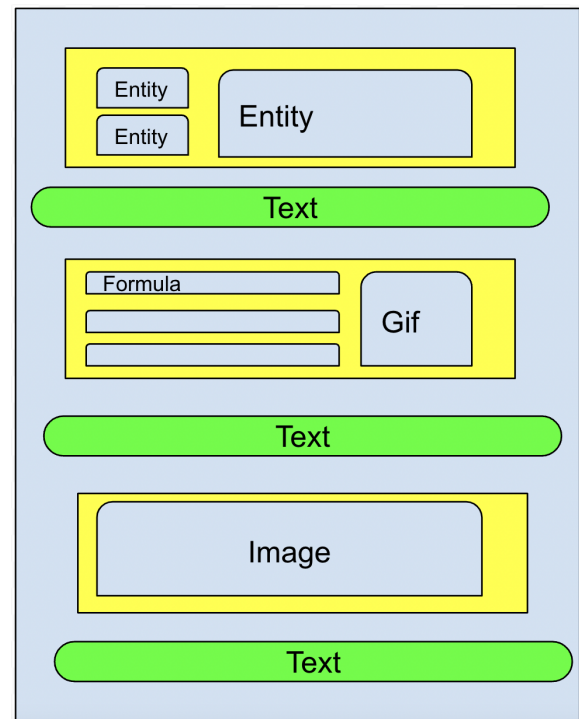 Entity
Entity
Entity
Text
Formula
Gif
Text
Image
Text